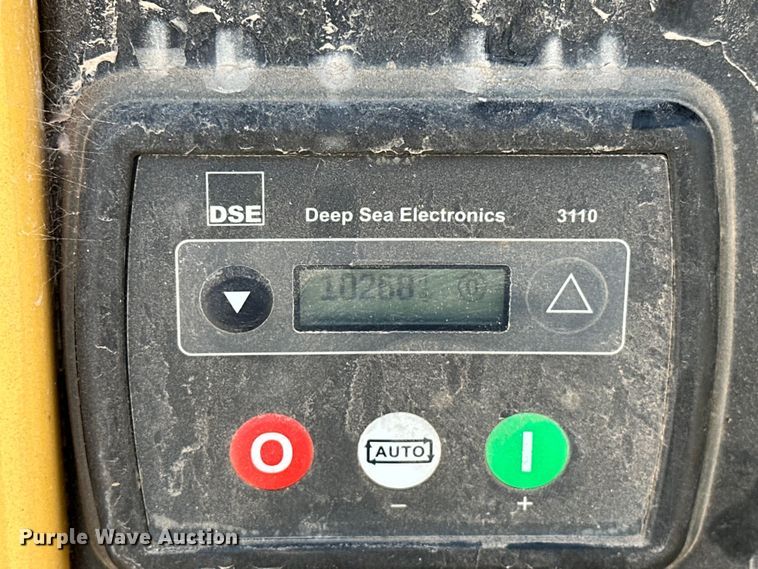 DSE
Deep Sea Electronics
3110
O
AUTO
I
−
+
Purple Wave Auction